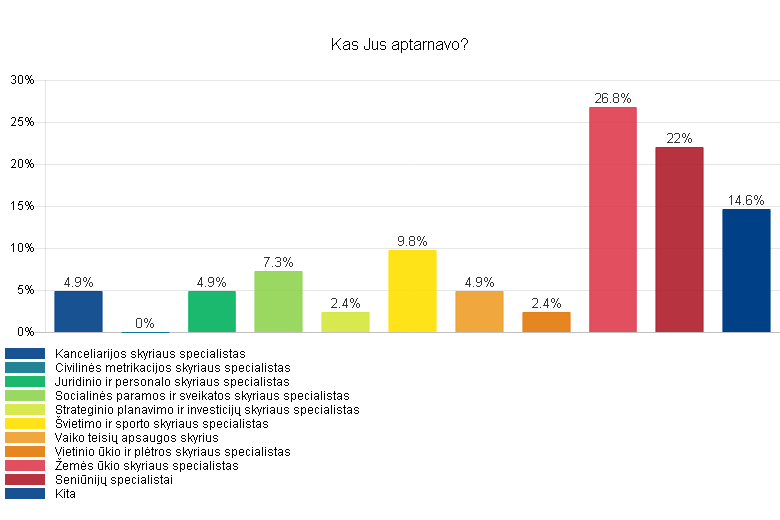 Kas Jus aptarnavo?
30%
25%
20%
15%
10%
5%
0%
4.9%
0%
4.9%
7.3%
2.4%
9.8%
4.9%
2.4%
26.8%
22%
14.6%
Kanceliarijos skyriaus specialistas
Civilinės metrikacijos skyriaus specialistas
Juridinio ir personalo skyriaus specialistas
Socialinės paramos ir sveikatos skyriaus specialistas
Strateginio planavimo ir investicijų skyriaus specialistas
Švietimo ir sporto skyriaus specialistas
Vaiko teisių apsaugos skyrius
Vietinio ūkio ir plėtros skyriaus specialistas
Žemės ūkio skyriaus specialistas
Seniūnijų specialistai
Kita